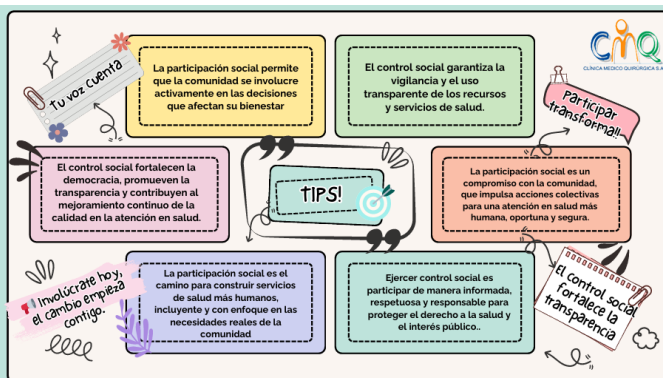 CMQ
CLÍNICA MEDICO QUIRÚRGICA S.A
Tu voz cuenta
La participación social permite
que la comunidad se involucre
activamente en las decisiones
que afectan su bienestar
El control social garantiza la
vigilancia y el uso
transparente de los recursos
y servicios de salud.
Participar
transforma!!
El control social fortalecen la
democracia, promueven la
transparencia y contribuyen al
mejoramiento continuo de la
calidad en la atención en salud.
TIPS!
La participación social es un
compromiso con la comunidad,
que impulsa acciones colectivas
para una atención en salud más
humana, oportuna y segura.
Involúcrate hoy,
el cambio empieza
contigo.
La participación social es el
camino para construir servicios
de salud más humanos,
incluyente y con enfoque en las
necesidades reales de la
comunidad
Ejercer control social es
participar de manera informada,
respetuosa y responsable para
proteger el derecho a la salud y
el interés público..
El control social
fortalece la
transparencia